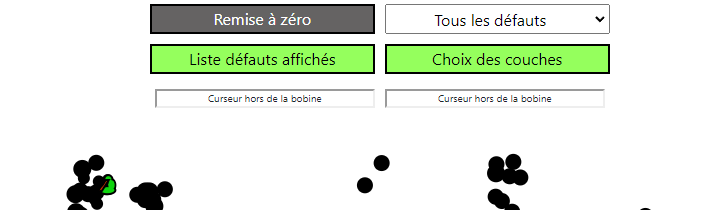 Remise à zéro
Tous les défauts
Liste défauts affichés
Choix des couches
Curseur hors de la bobine
Curseur hors de la bobine